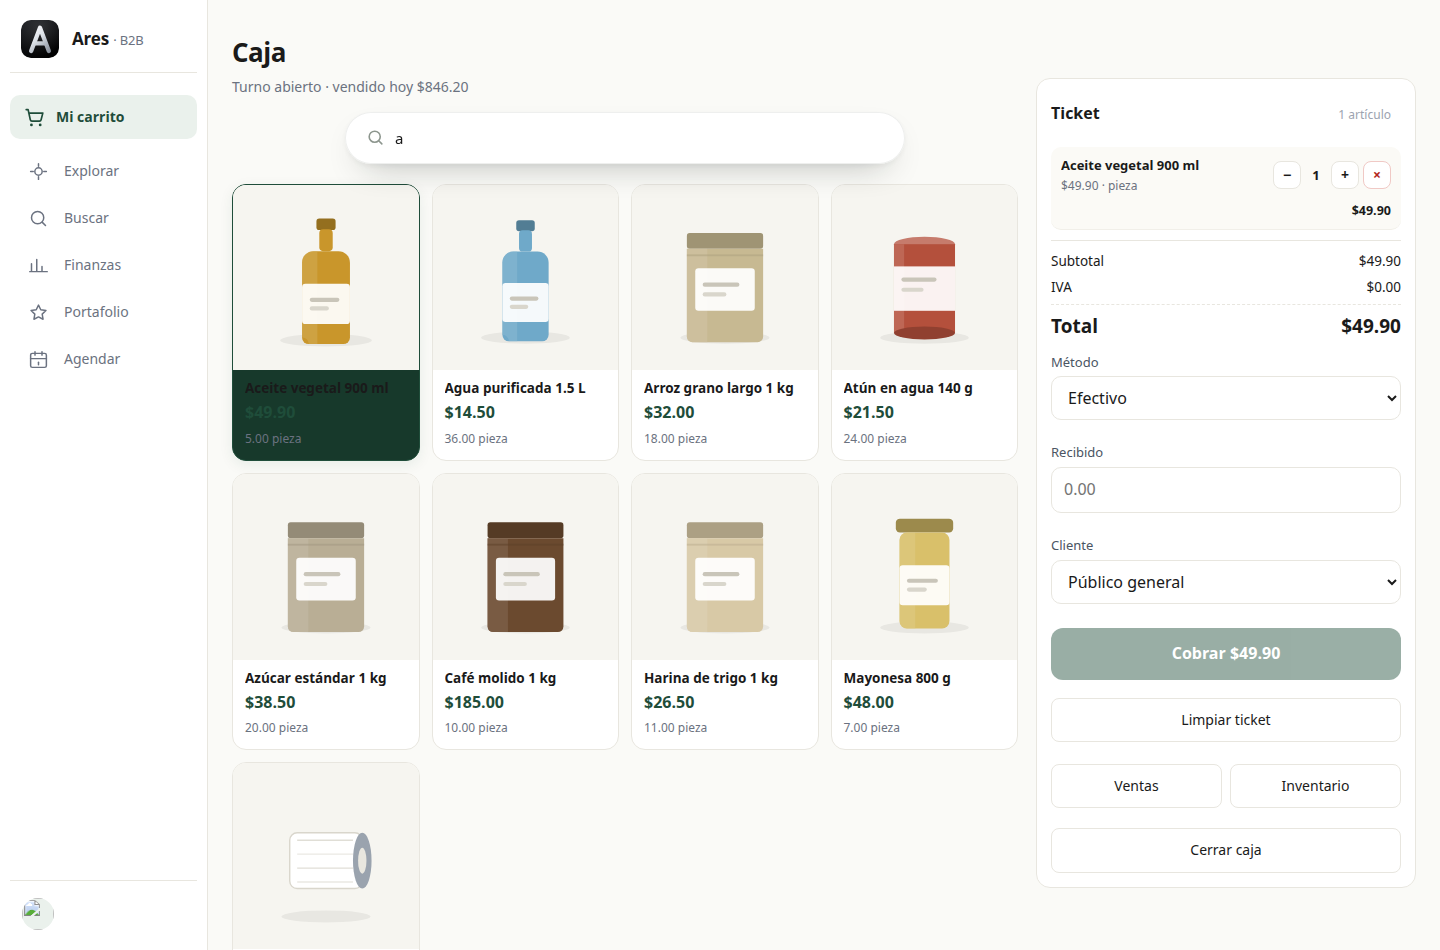 Ares · B2B
Mi carrito
Explorar
Buscar
Finanzas
Portafolio
Agendar
Caja
Turno abierto · vendido hoy $846.20
a
Aceite vegetal 900 ml
$49.90
5.00 pieza
Agua purificada 1.5 L
$14.50
36.00 pieza
Arroz grano largo 1 kg
$32.00
18.00 pieza
Atún en agua 140 g
$21.50
24.00 pieza
Azúcar estándar 1 kg
$38.50
20.00 pieza
Café molido 1 kg
$185.00
10.00 pieza
Harina de trigo 1 kg
$26.50
11.00 pieza
Mayonesa 800 g
$48.00
7.00 pieza
Ticket
1 artículo
Aceite vegetal 900 ml
$49.90 · pieza
− 1 + ×
$49.90
Subtotal $49.90
IVA $0.00
Total $49.90
Método
Efectivo
Recibido
0.00
Cliente
Público general
Cobrar $49.90
Limpiar ticket
Ventas
Inventario
Cerrar caja